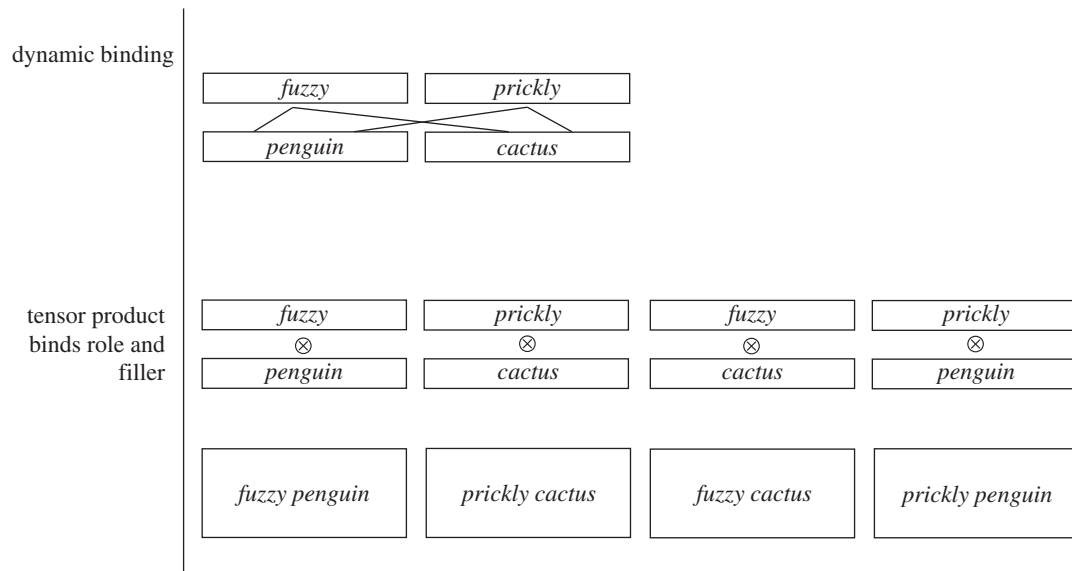 dynamic binding
fuzzy prickly
penguin cactus
tensor product
binds role and
filler
fuzzy prickly fuzzy prickly
⊗ ⊗ ⊗ ⊗
penguin cactus cactus penguin
fuzzy penguin prickly cactus fuzzy cactus prickly penguin